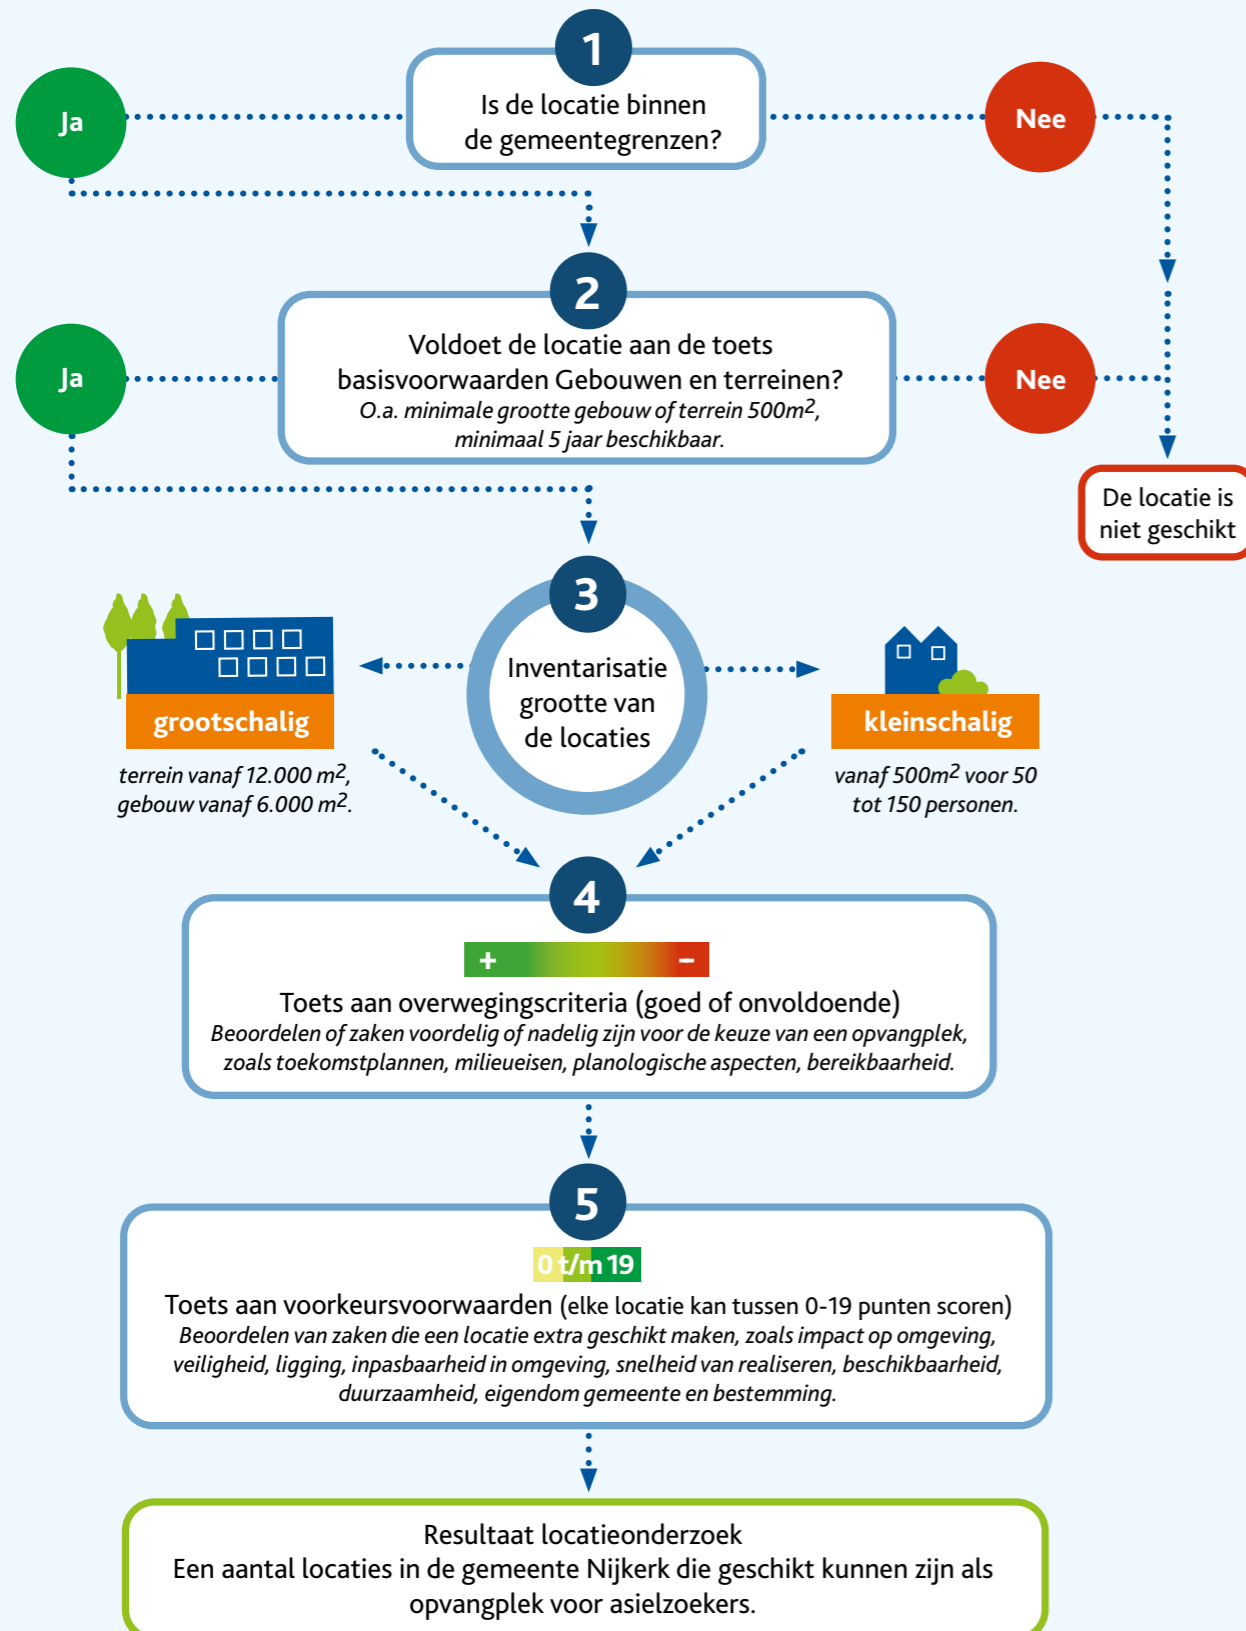 1
Is de locatie binnen
de gemeentegrenzen?
Ja
Nee
2
Voldoet de locatie aan de toets
basisvoorwaarden Gebouwen en terreinen?
O.a. minimale grootte gebouw of terrein 500m²,
minimaal 5 jaar beschikbaar.
Ja
Nee
De locatie is
niet geschikt
3
Inventarisatie
grootte van
de locaties
grootschalig
terrein vanaf 12.000 m²,
gebouw vanaf 6.000 m².
kleinschalig
vanaf 500m² voor 50
tot 150 personen.
4
+ −
Toets aan overwegingscriteria (goed of onvoldoende)
Beoordelen of zaken voordelig of nadelig zijn voor de keuze van een opvangplek,
zoals toekomstplannen, milieueisen, planologische aspecten, bereikbaarheid.
5
0 t/m 19
Toets aan voorkeursvoorwaarden (elke locatie kan tussen 0-19 punten scoren)
Beoordelen van zaken die een locatie extra geschikt maken, zoals impact op omgeving,
veiligheid, ligging, inpasbaarheid in omgeving, snelheid van realiseren, beschikbaarheid,
duurzaamheid, eigendom gemeente en bestemming.
Resultaat locatieonderzoek
Een aantal locaties in de gemeente Nijkerk die geschikt kunnen zijn als
opvangplek voor asielzoekers.